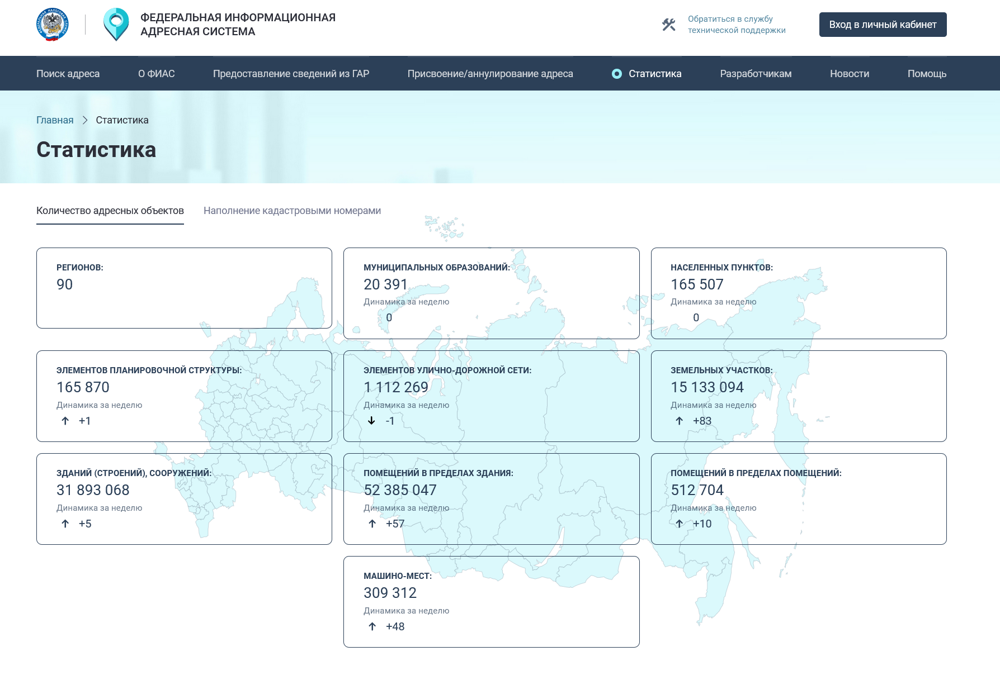 ФЕДЕРАЛЬНАЯ ИНФОРМАЦИОННАЯ
АДРЕСНАЯ СИСТЕМА
Обратиться в службу
технической поддержки
Вход в личный кабинет
Поиск адреса
О ФИАС
Предоставление сведений из ГАР
Присвоение/аннулирование адреса
Статистика
Разработчикам
Новости
Помощь
Главная
Статистика
Статистика
Количество адресных объектов
Наполнение кадастровыми номерами
РЕГИОНОВ:
90
МУНИЦИПАЛЬНЫХ ОБРАЗОВАНИЙ:
20 391
Динамика за неделю
0
НАСЕЛЕННЫХ ПУНКТОВ:
165 507
Динамика за неделю
0
ЭЛЕМЕНТОВ ПЛАНИРОВОЧНОЙ СТРУКТУРЫ:
165 870
Динамика за неделю
+1
ЭЛЕМЕНТОВ УЛИЧНО-ДОРОЖНОЙ СЕТИ:
1 112 269
Динамика за неделю
-1
ЗЕМЕЛЬНЫХ УЧАСТКОВ:
15 133 094
Динамика за неделю
+83
ЗДАНИЙ (СТРОЕНИЙ), СООРУЖЕНИЙ:
31 893 068
Динамика за неделю
+5
ПОМЕЩЕНИЙ В ПРЕДЕЛАХ ЗДАНИЯ:
52 385 047
Динамика за неделю
+57
ПОМЕЩЕНИЙ В ПРЕДЕЛАХ ПОМЕЩЕНИЙ:
512 704
Динамика за неделю
+10
МАШИНО-МЕСТ:
309 312
Динамика за неделю
+48